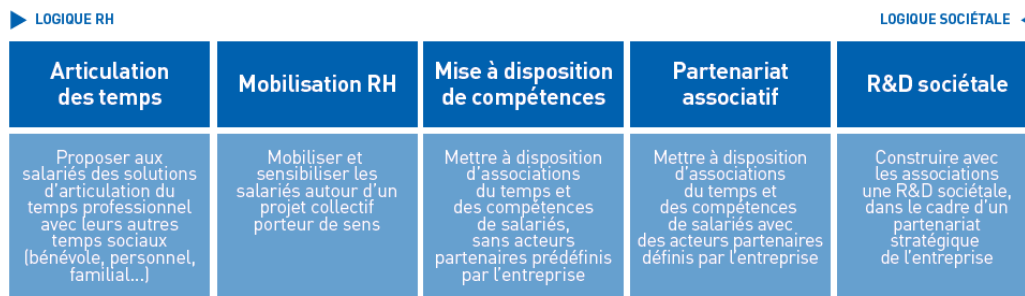 LOGIQUE RH
LOGIQUE SOCIÉTALE
Articulation
des temps
Mobilisation RH
Mise à disposition
de compétences
Partenariat
associatif
R&D sociétale
Proposer aux
salariés des solutions
d'articulation du
temps professionnel
avec leurs autres
temps sociaux
(bénévole, personnel,
familial...)
Mobiliser et
sensibiliser les
salariés autour d'un
projet collectif
porteur de sens
Mettre à disposition
d'associations
du temps et
des compétences
de salariés,
sans acteurs
partenaires prédéfinis
par l'entreprise
Mettre à disposition
d'associations
du temps et
des compétences
de salariés avec
des acteurs partenaires
définis par l'entreprise
Construire avec
les associations
une R&D sociétale,
dans le cadre d'un
partenariat
stratégique
de l'entreprise